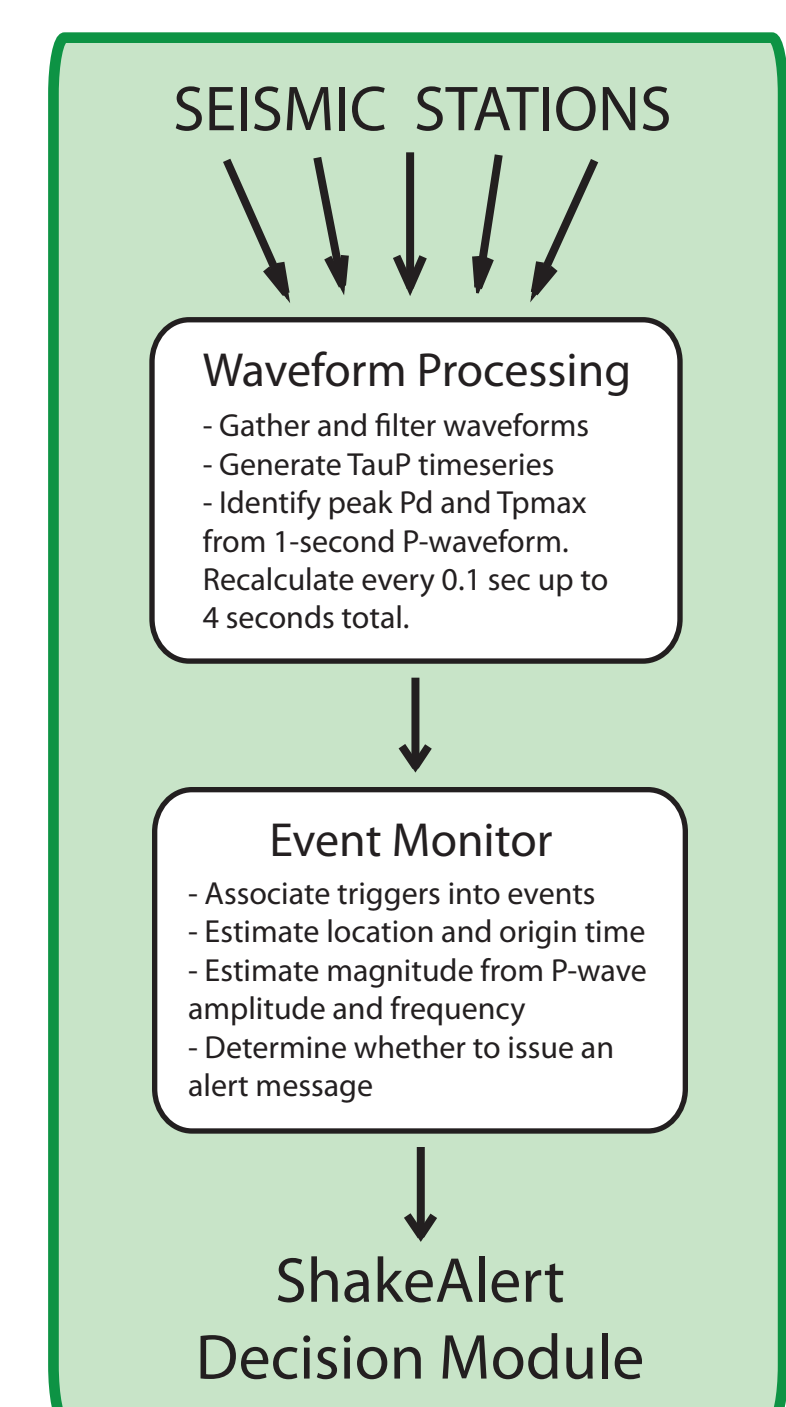 SEISMIC STATIONS
Waveform Processing
- Gather and filter waveforms
- Generate TauP timeseries
- Identify peak Pd and Tpmax
from 1-second P-waveform.
Recalculate every 0.1 sec up to
4 seconds total.
Event Monitor
- Associate triggers into events
- Estimate location and origin time
- Estimate magnitude from P-wave
amplitude and frequency
- Determine whether to issue an
alert message
ShakeAlert
Decision Module